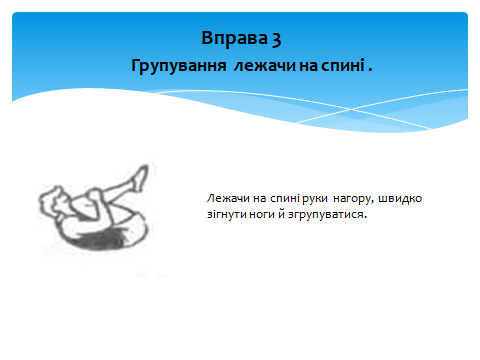 Вправа 3
Групування лежачи на спині .
Лежачи на спині руки нагору, швидко
зігнути ноги й згрупуватися.